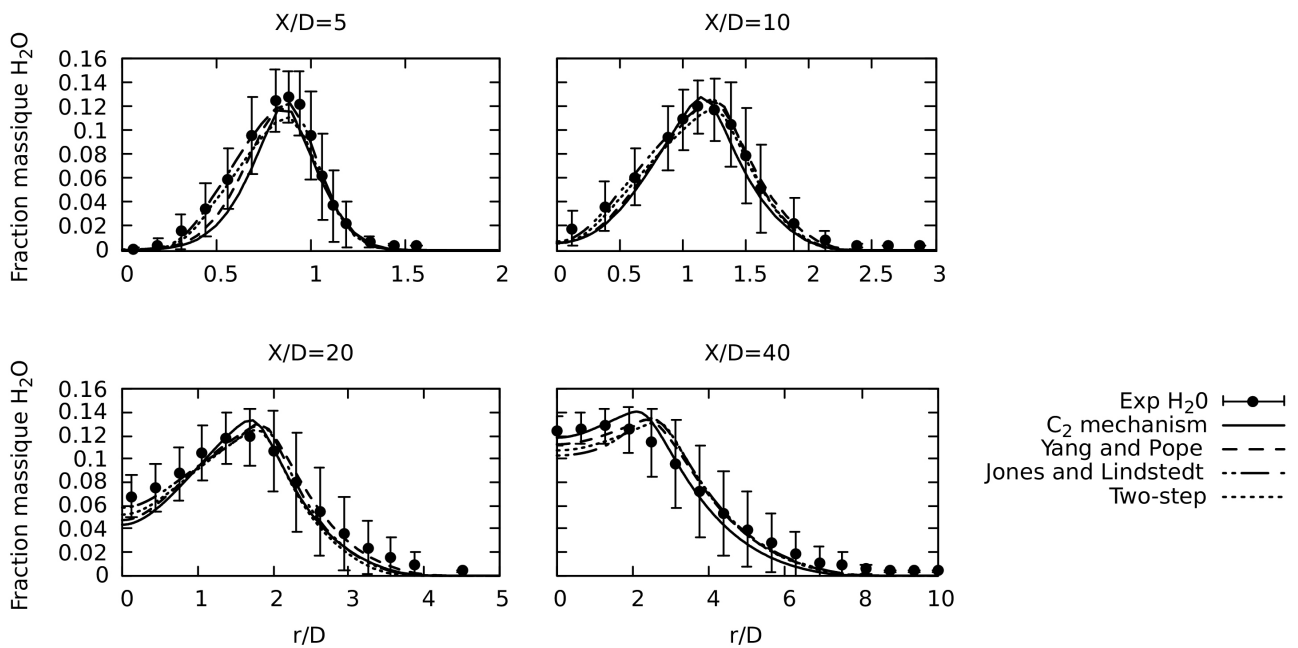 X/D=5
X/D=10
Fraction massique H₂O
0.16
0.14
0.12
0.1
0.08
0.06
0.04
0.02
0
0 0.5 1 1.5 2
0 0.5 1 1.5 2 2.5 3
X/D=20
X/D=40
Fraction massique H₂O
0.16
0.14
0.12
0.1
0.08
0.06
0.04
0.02
0
0 1 2 3 4 5
0 2 4 6 8 10
r/D
r/D
Exp H₂0
C₂ mechanism
Yang and Pope
Jones and Lindstedt
Two-step